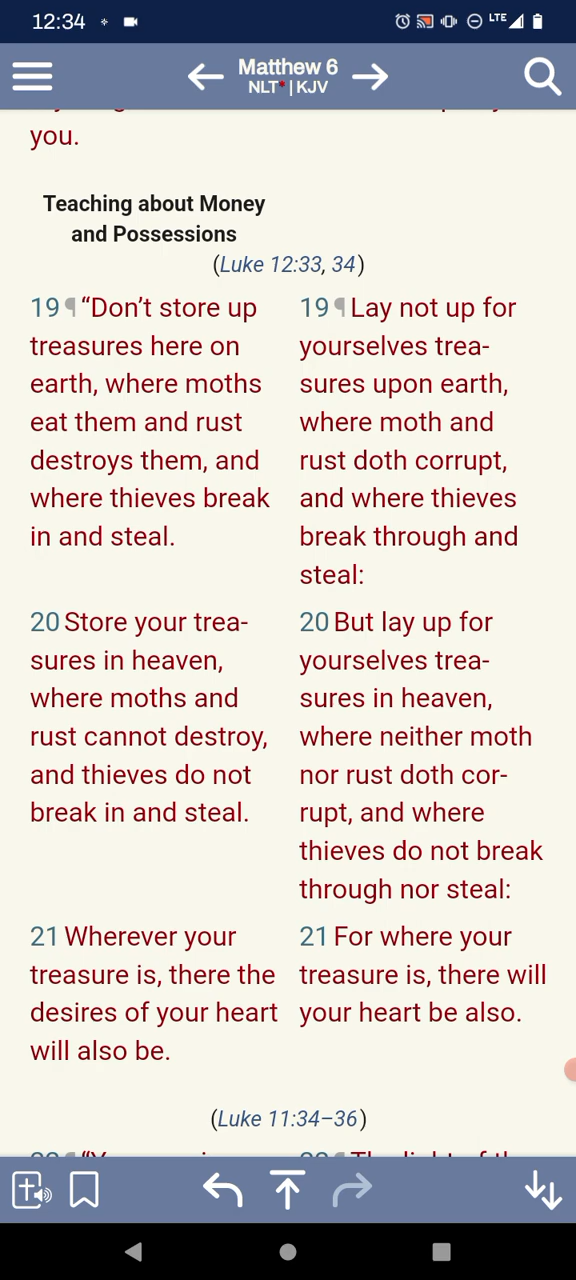 12:34
LTE
Matthew 6
NLT* | KJV
you.
Teaching about Money
and Possessions
(Luke 12:33, 34)
19 ¶ “Don’t store up
treasures here on
earth, where moths
eat them and rust
destroys them, and
where thieves break
in and steal.
19 ¶ Lay not up for
yourselves trea-
sures upon earth,
where moth and
rust doth corrupt,
and where thieves
break through and
steal:
20 Store your trea-
sures in heaven,
where moths and
rust cannot destroy,
and thieves do not
break in and steal.
20 But lay up for
yourselves trea-
sures in heaven,
where neither moth
nor rust doth cor-
rupt, and where
thieves do not break
through nor steal:
21 Wherever your
treasure is, there the
desires of your heart
will also be.
21 For where your
treasure is, there will
your heart be also.
(Luke 11:34–36)